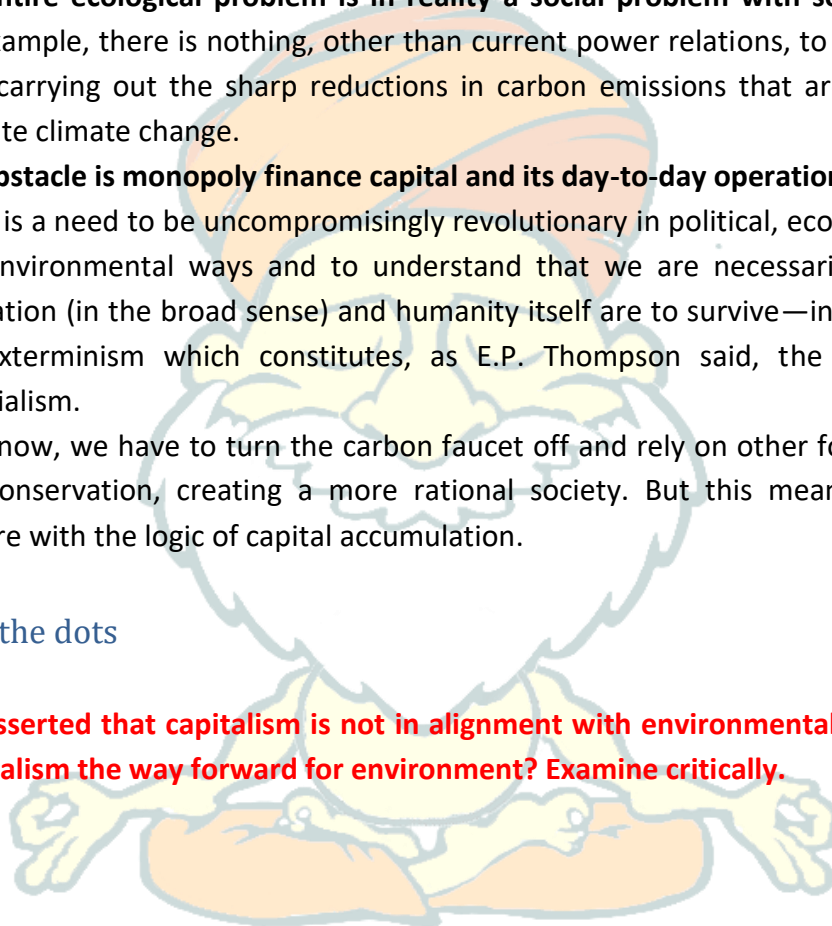 ntire ecological problem is in reality a social problem with so
xample, there is nothing, other than current power relations, to
carrying out the sharp reductions in carbon emissions that ar
te climate change.
bstacle is monopoly finance capital and its day-to-day operation
is a need to be uncompromisingly revolutionary in political, eco
nvironmental ways and to understand that we are necessari
ation (in the broad sense) and humanity itself are to survive—in
xterminism which constitutes, as E.P. Thompson said, the
ialism.
now, we have to turn the carbon faucet off and rely on other fo
onservation, creating a more rational society. But this mean
re with the logic of capital accumulation.
the dots
sserted that capitalism is not in alignment with environmental
alism the way forward for environment? Examine critically.